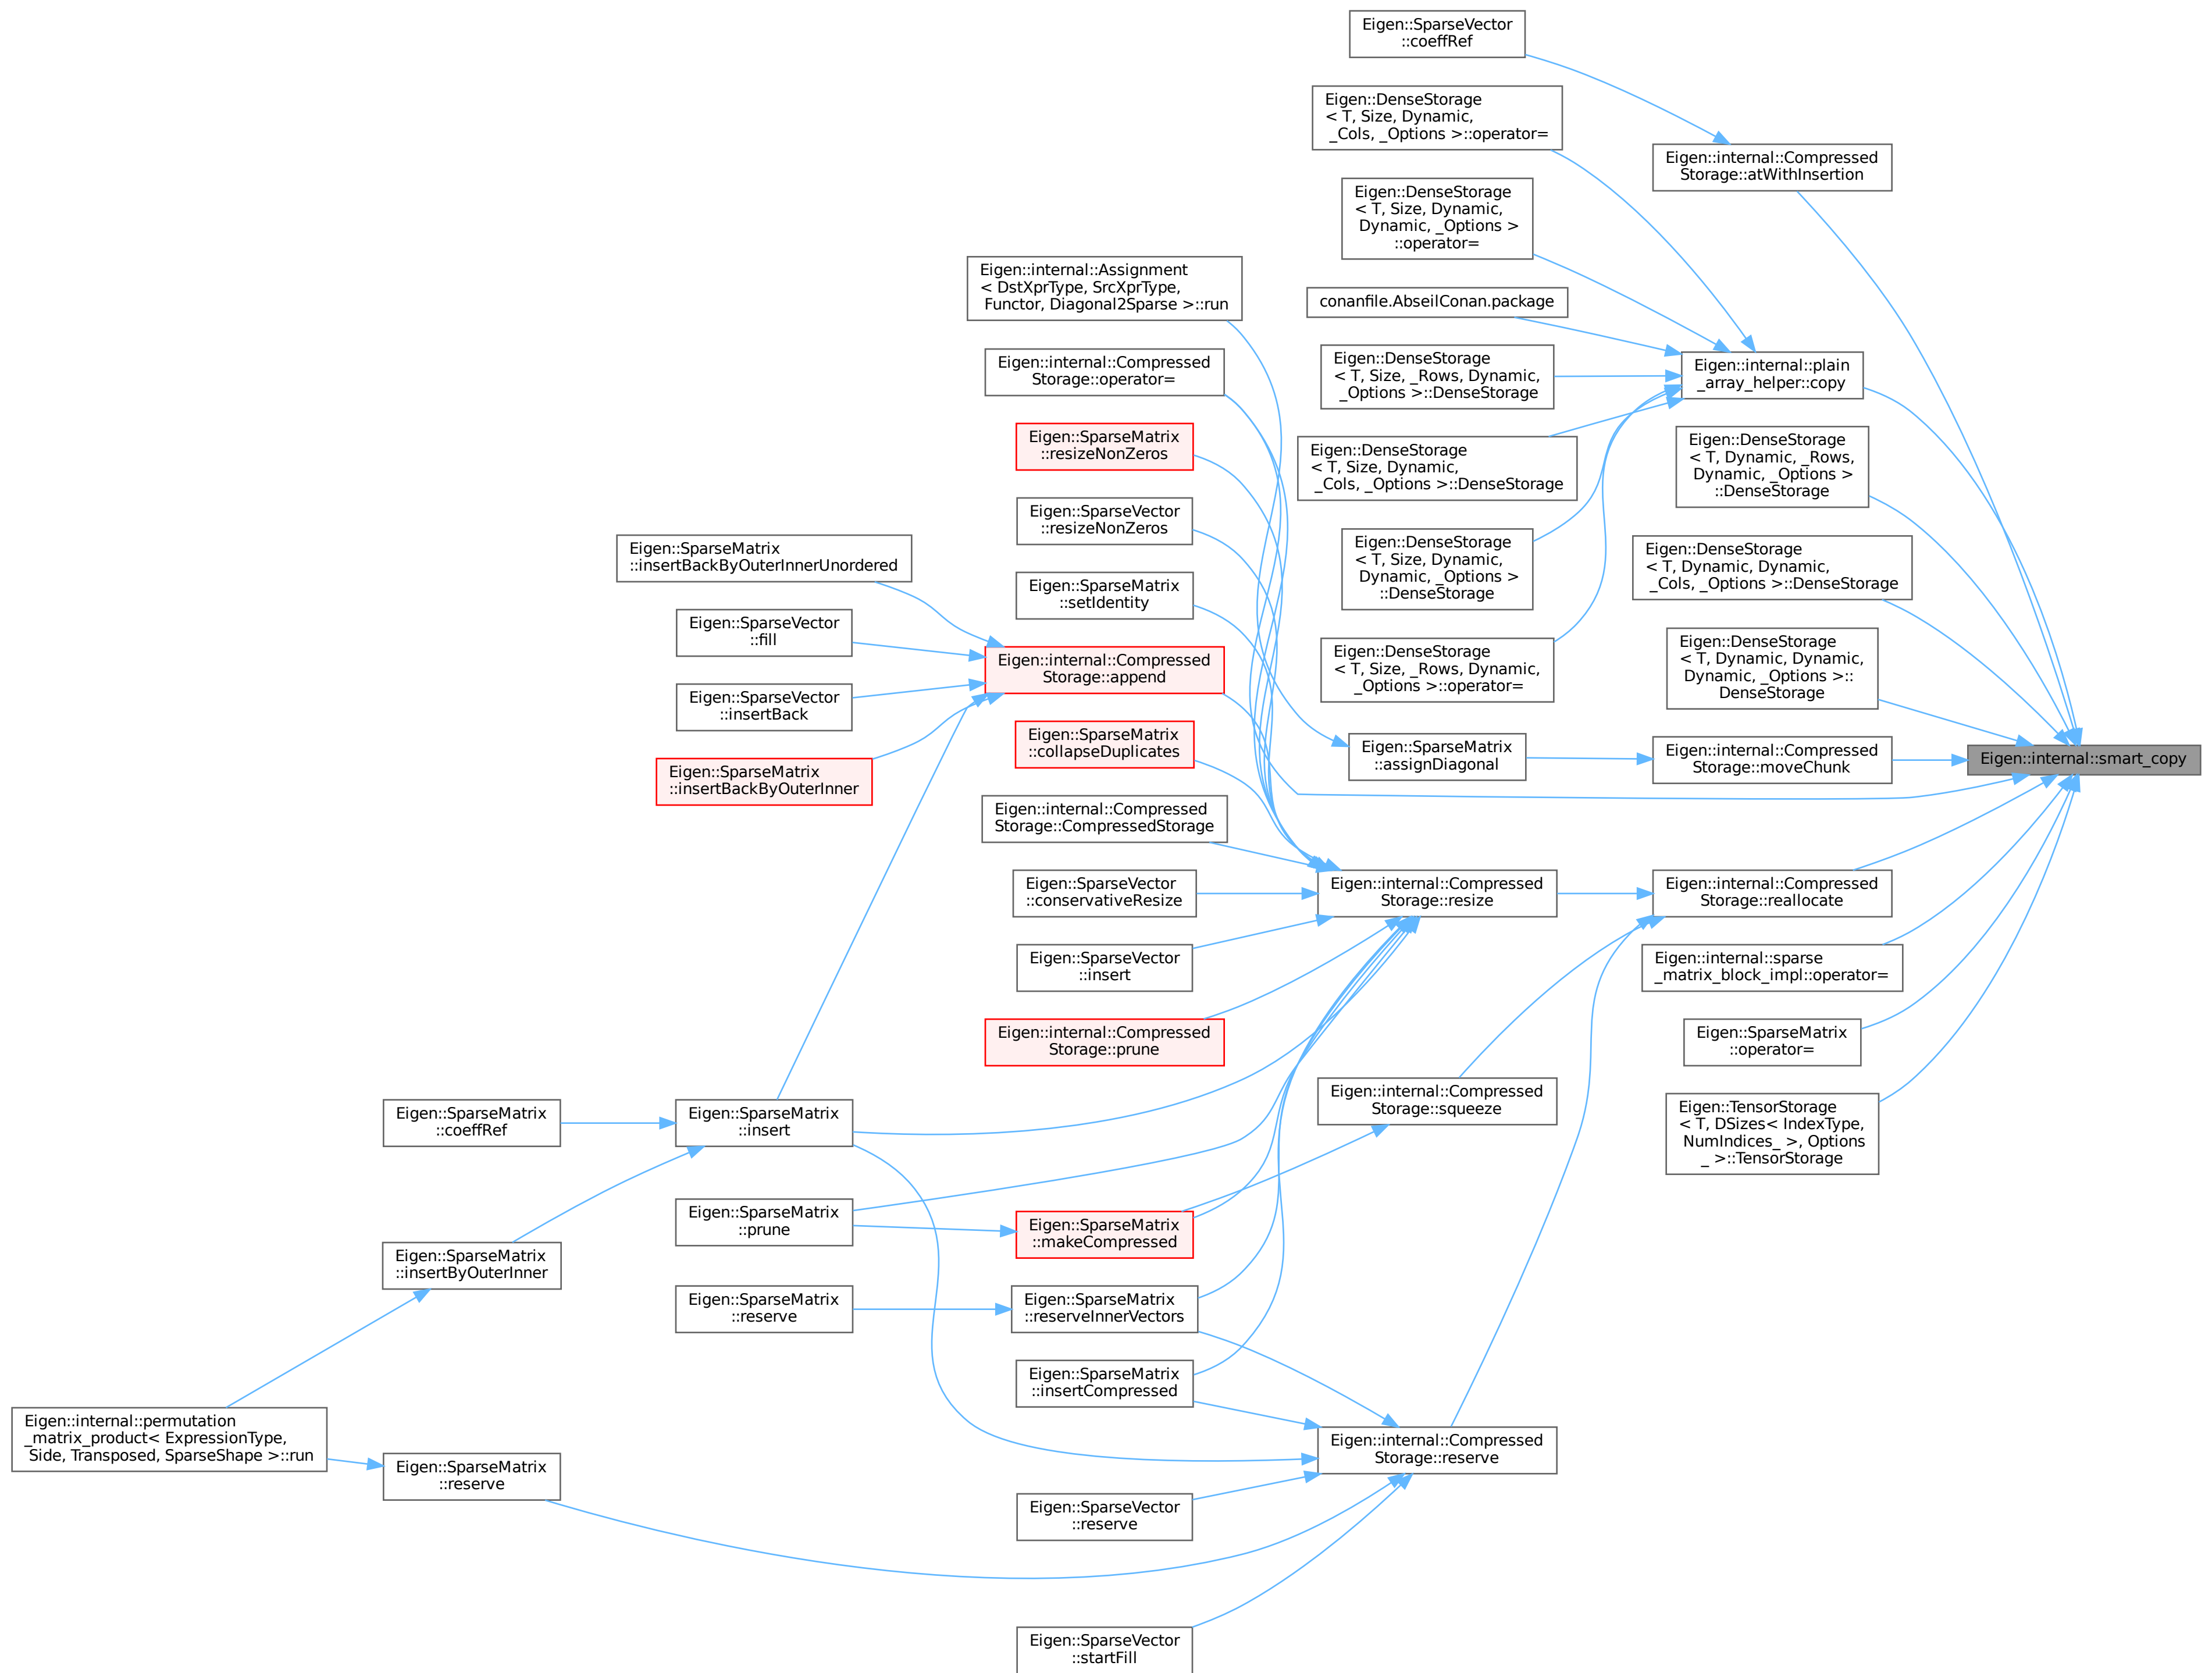 Eigen::SparseVector
::coeffRef
Eigen::DenseStorage
< T, Size, Dynamic,
_Cols, _Options >::operator=
Eigen::internal::Compressed
Storage::atWithInsertion
Eigen::DenseStorage
< T, Size, Dynamic,
Dynamic, _Options >
::operator=
Eigen::internal::Assignment
< DstXprType, SrcXprType,
Functor, Diagonal2Sparse >::run
conanfile.AbseilConan.package
Eigen::internal::Compressed
Storage::operator=
Eigen::DenseStorage
< T, Size, _Rows, Dynamic,
_Options >::DenseStorage
Eigen::internal::plain
_array_helper::copy
Eigen::SparseMatrix
::resizeNonZeros
Eigen::DenseStorage
< T, Size, Dynamic,
_Cols, _Options >::DenseStorage
Eigen::DenseStorage
< T, Dynamic, _Rows,
Dynamic, _Options >
::DenseStorage
Eigen::SparseVector
::resizeNonZeros
Eigen::DenseStorage
< T, Size, Dynamic,
Dynamic, _Options >
::DenseStorage
Eigen::DenseStorage
< T, Dynamic, Dynamic,
_Cols, _Options >::DenseStorage
Eigen::SparseMatrix
::insertBackByOuterInnerUnordered
Eigen::SparseMatrix
::setIdentity
Eigen::SparseVector
::fill
Eigen::internal::Compressed
Storage::append
Eigen::DenseStorage
< T, Size, _Rows, Dynamic,
_Options >::operator=
Eigen::DenseStorage
< T, Dynamic, Dynamic,
Dynamic, _Options >::
DenseStorage
Eigen::SparseVector
::insertBack
Eigen::SparseMatrix
::collapseDuplicates
Eigen::SparseMatrix
::assignDiagonal
Eigen::internal::Compressed
Storage::moveChunk
Eigen::internal::smart_copy
Eigen::SparseMatrix
::insertBackByOuterInner
Eigen::internal::Compressed
Storage::CompressedStorage
Eigen::SparseVector
::conservativeResize
Eigen::internal::Compressed
Storage::resize
Eigen::internal::Compressed
Storage::reallocate
Eigen::SparseVector
::insert
Eigen::internal::sparse
_matrix_block_impl::operator=
Eigen::internal::Compressed
Storage::prune
Eigen::SparseMatrix
::operator=
Eigen::SparseMatrix
::coeffRef
Eigen::SparseMatrix
::insert
Eigen::internal::Compressed
Storage::squeeze
Eigen::TensorStorage
< T, DSizes< IndexType,
NumIndices_ >, Options
_ >::TensorStorage
Eigen::SparseMatrix
::prune
Eigen::SparseMatrix
::makeCompressed
Eigen::SparseMatrix
::insertByOuterInner
Eigen::SparseMatrix
::reserve
Eigen::SparseMatrix
::reserveInnerVectors
Eigen::SparseMatrix
::insertCompressed
Eigen::internal::permutation
_matrix_product< ExpressionType,
Side, Transposed, SparseShape >::run
Eigen::SparseMatrix
::reserve
Eigen::internal::Compressed
Storage::reserve
Eigen::SparseVector
::reserve
Eigen::SparseVector
::startFill